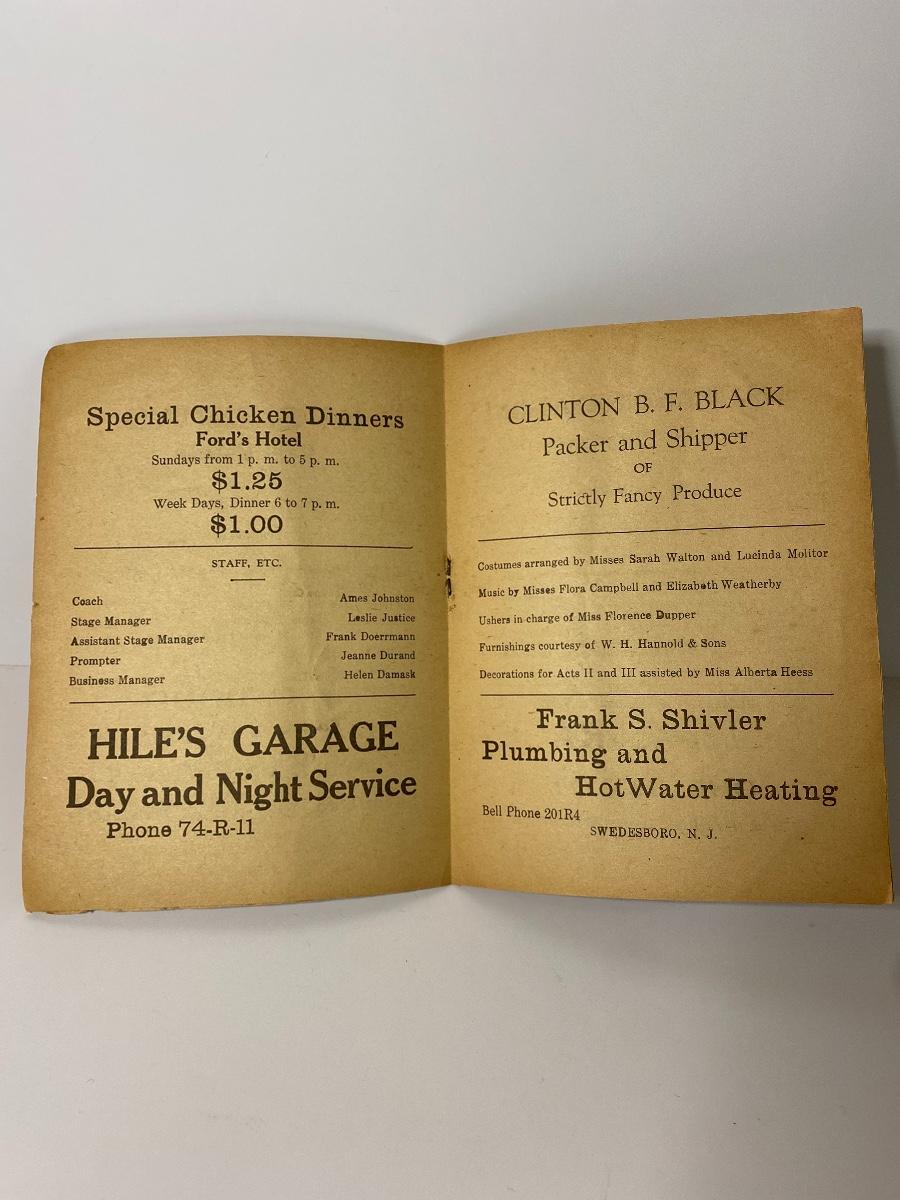 Special Chicken Dinners
Ford's Hotel
Sundays from 1 p. m. to 5 p. m.
$1.25
Week Days, Dinner 6 to 7 p. m.
$1.00
STAFF, ETC.
Coach Ames Johnston
Stage Manager Leslie Justice
Assistant Stage Manager Frank Doerrmann
Prompter Jeanne Durand
Business Manager Helen Damask
HILE'S GARAGE
Day and Night Service
Phone 74-R-11
CLINTON B. F. BLACK
Packer and Shipper
OF
Strictly Fancy Produce
Costumes arranged by Misses Sarah Walton and Lucinda Molitor
Music by Misses Flora Campbell and Elizabeth Weatherby
Ushers in charge of Miss Florence Dupper
Furnishings courtesy of W. H. Hannold & Sons
Decorations for Acts II and III assisted by Miss Alberta Heess
Frank S. Shivler
Plumbing and
Hot Water Heating
Bell Phone 201R4
SWEDESBORO, N. J.